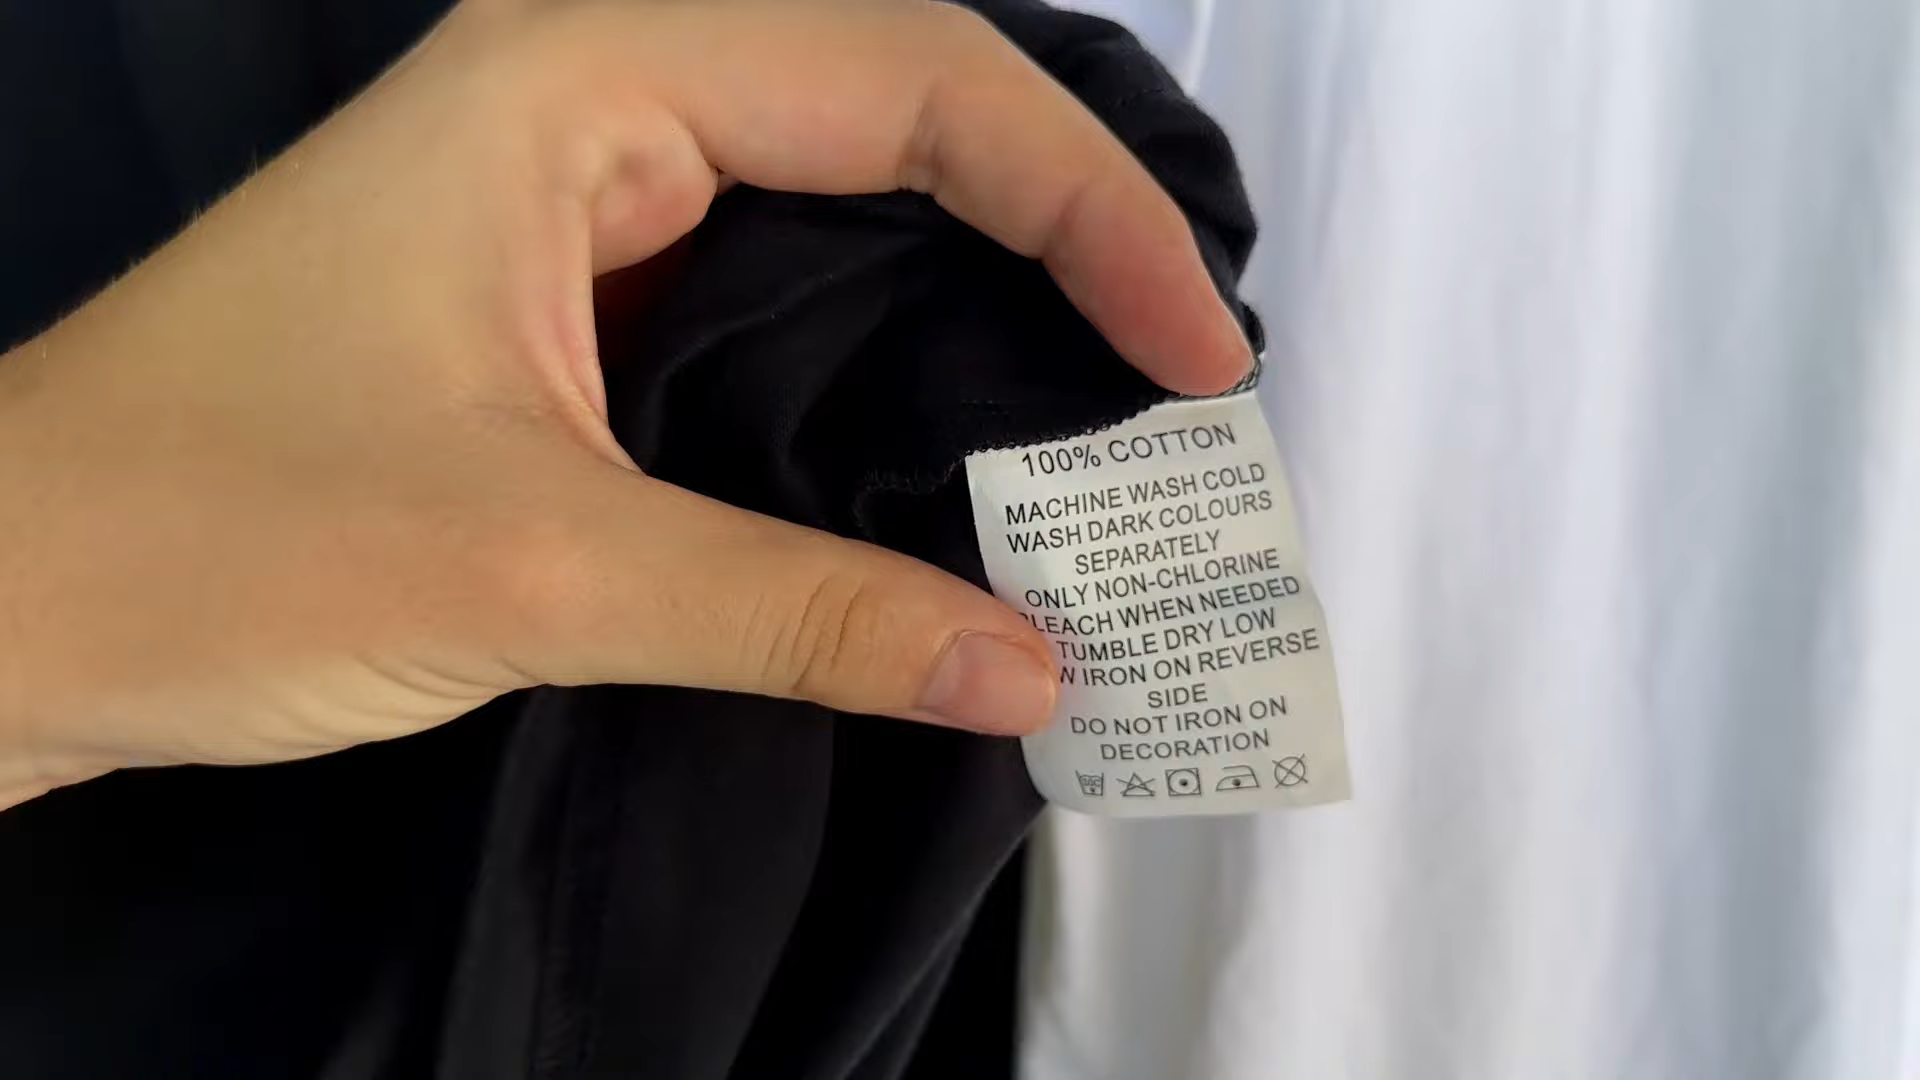 100% COTTON
MACHINE WASH COLD
WASH DARK COLOURS
SEPARATELY
ONLY NON-CHLORINE
LEACH WHEN NEEDED
TUMBLE DRY LOW
W IRON ON REVERSE
SIDE
DO NOT IRON ON
DECORATION